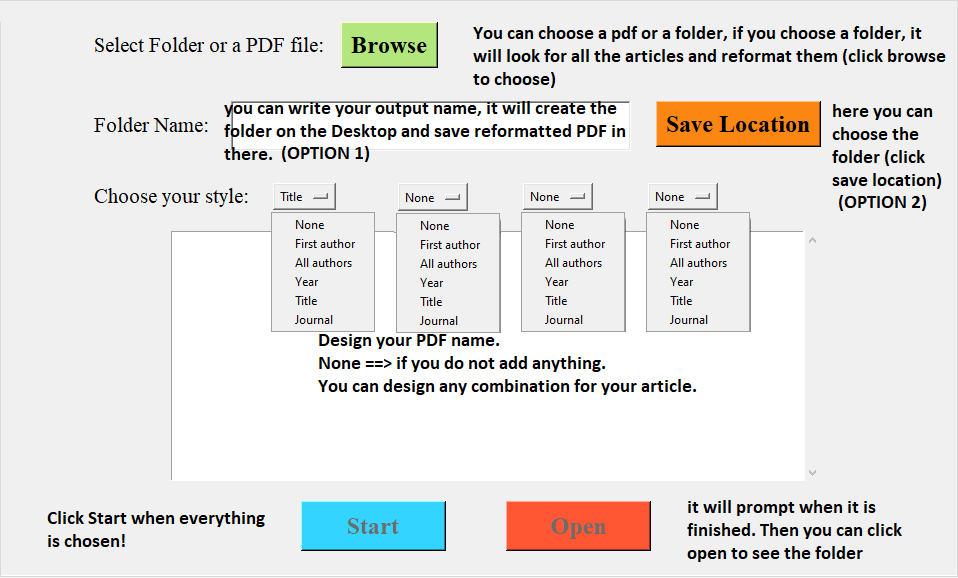 Select Folder or a PDF file:
Browse
You can choose a pdf or a folder, if you choose a folder, it
will look for all the articles and reformat them (click browse
to choose)
Folder Name:
you can write your output name, it will create the
folder on the Desktop and save reformatted PDF in
there. (OPTION 1)
Save Location
here you can
choose the
folder (click
save location)
(OPTION 2)
Choose your style:
Title
None
None
None
None
First author
All authors
Year
Title
Journal
None
First author
All authors
Year
Title
Journal
None
First author
All authors
Year
Title
Journal
None
First author
All authors
Year
Title
Journal
Design your PDF name.
None ==> if you do not add anything.
You can design any combination for your article.
Click Start when everything
is chosen!
Start
Open
it will prompt when it is
finished. Then you can click
open to see the folder